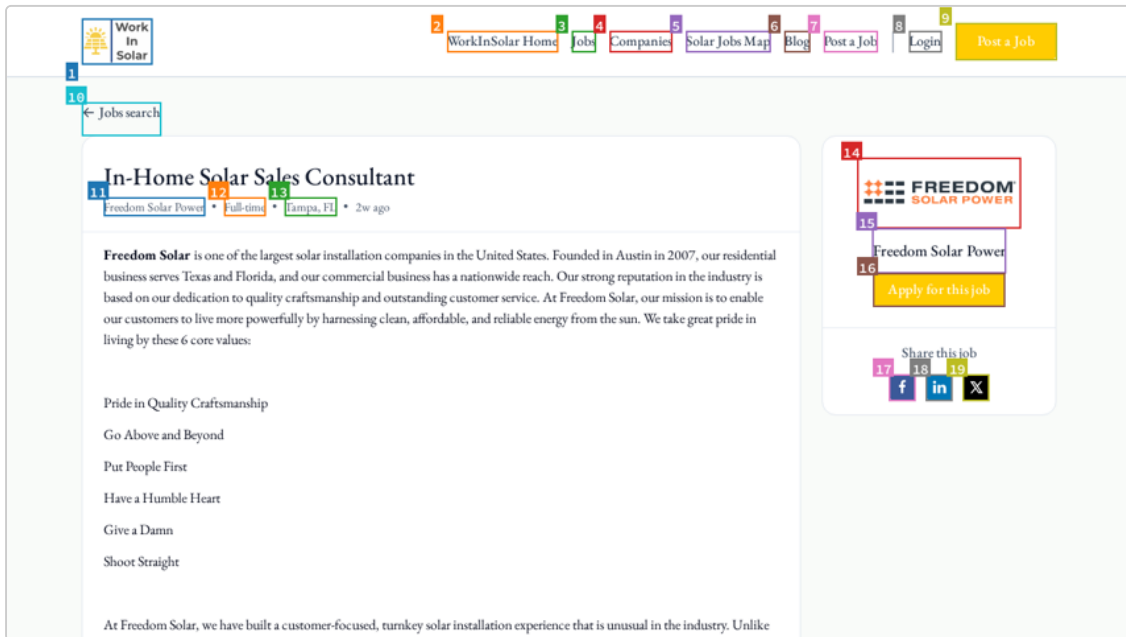 Work
In
Solar
1
2
WorkInSolar Home
3
Jobs
4
Companies
5
Solar Jobs Map
6
Blog
7
Post a Job
8
Login
9
Post a Job
10
← Jobs search
In-Home Solar Sales Consultant
11
Freedom Solar Power
•
12
Full-time
•
13
Tampa, FL
• 2w ago
Freedom Solar is one of the largest solar installation companies in the United States. Founded in Austin in 2007, our residential
business serves Texas and Florida, and our commercial business has a nationwide reach. Our strong reputation in the industry is
based on our dedication to quality craftsmanship and outstanding customer service. At Freedom Solar, our mission is to enable
our customers to live more powerfully by harnessing clean, affordable, and reliable energy from the sun. We take great pride in
living by these 6 core values:
Pride in Quality Craftsmanship
Go Above and Beyond
Put People First
Have a Humble Heart
Give a Damn
Shoot Straight
At Freedom Solar, we have built a customer-focused, turnkey solar installation experience that is unusual in the industry. Unlike
14
FREEDOM
SOLAR POWER
15
Freedom Solar Power
16
Apply for this job
Share this job
17
18
19
f
in
X